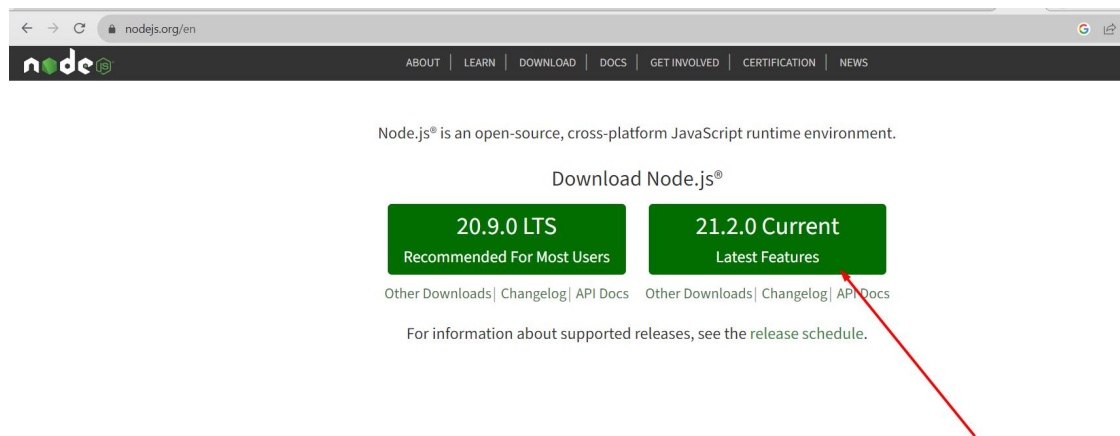 nodejs.org/en
node JS
ABOUT | LEARN | DOWNLOAD | DOCS | GET INVOLVED | CERTIFICATION | NEWS
Node.js® is an open-source, cross-platform JavaScript runtime environment.
Download Node.js®
20.9.0 LTS
Recommended For Most Users
21.2.0 Current
Latest Features
Other Downloads| Changelog| API Docs
Other Downloads| Changelog| API Docs
For information about supported releases, see the release schedule.